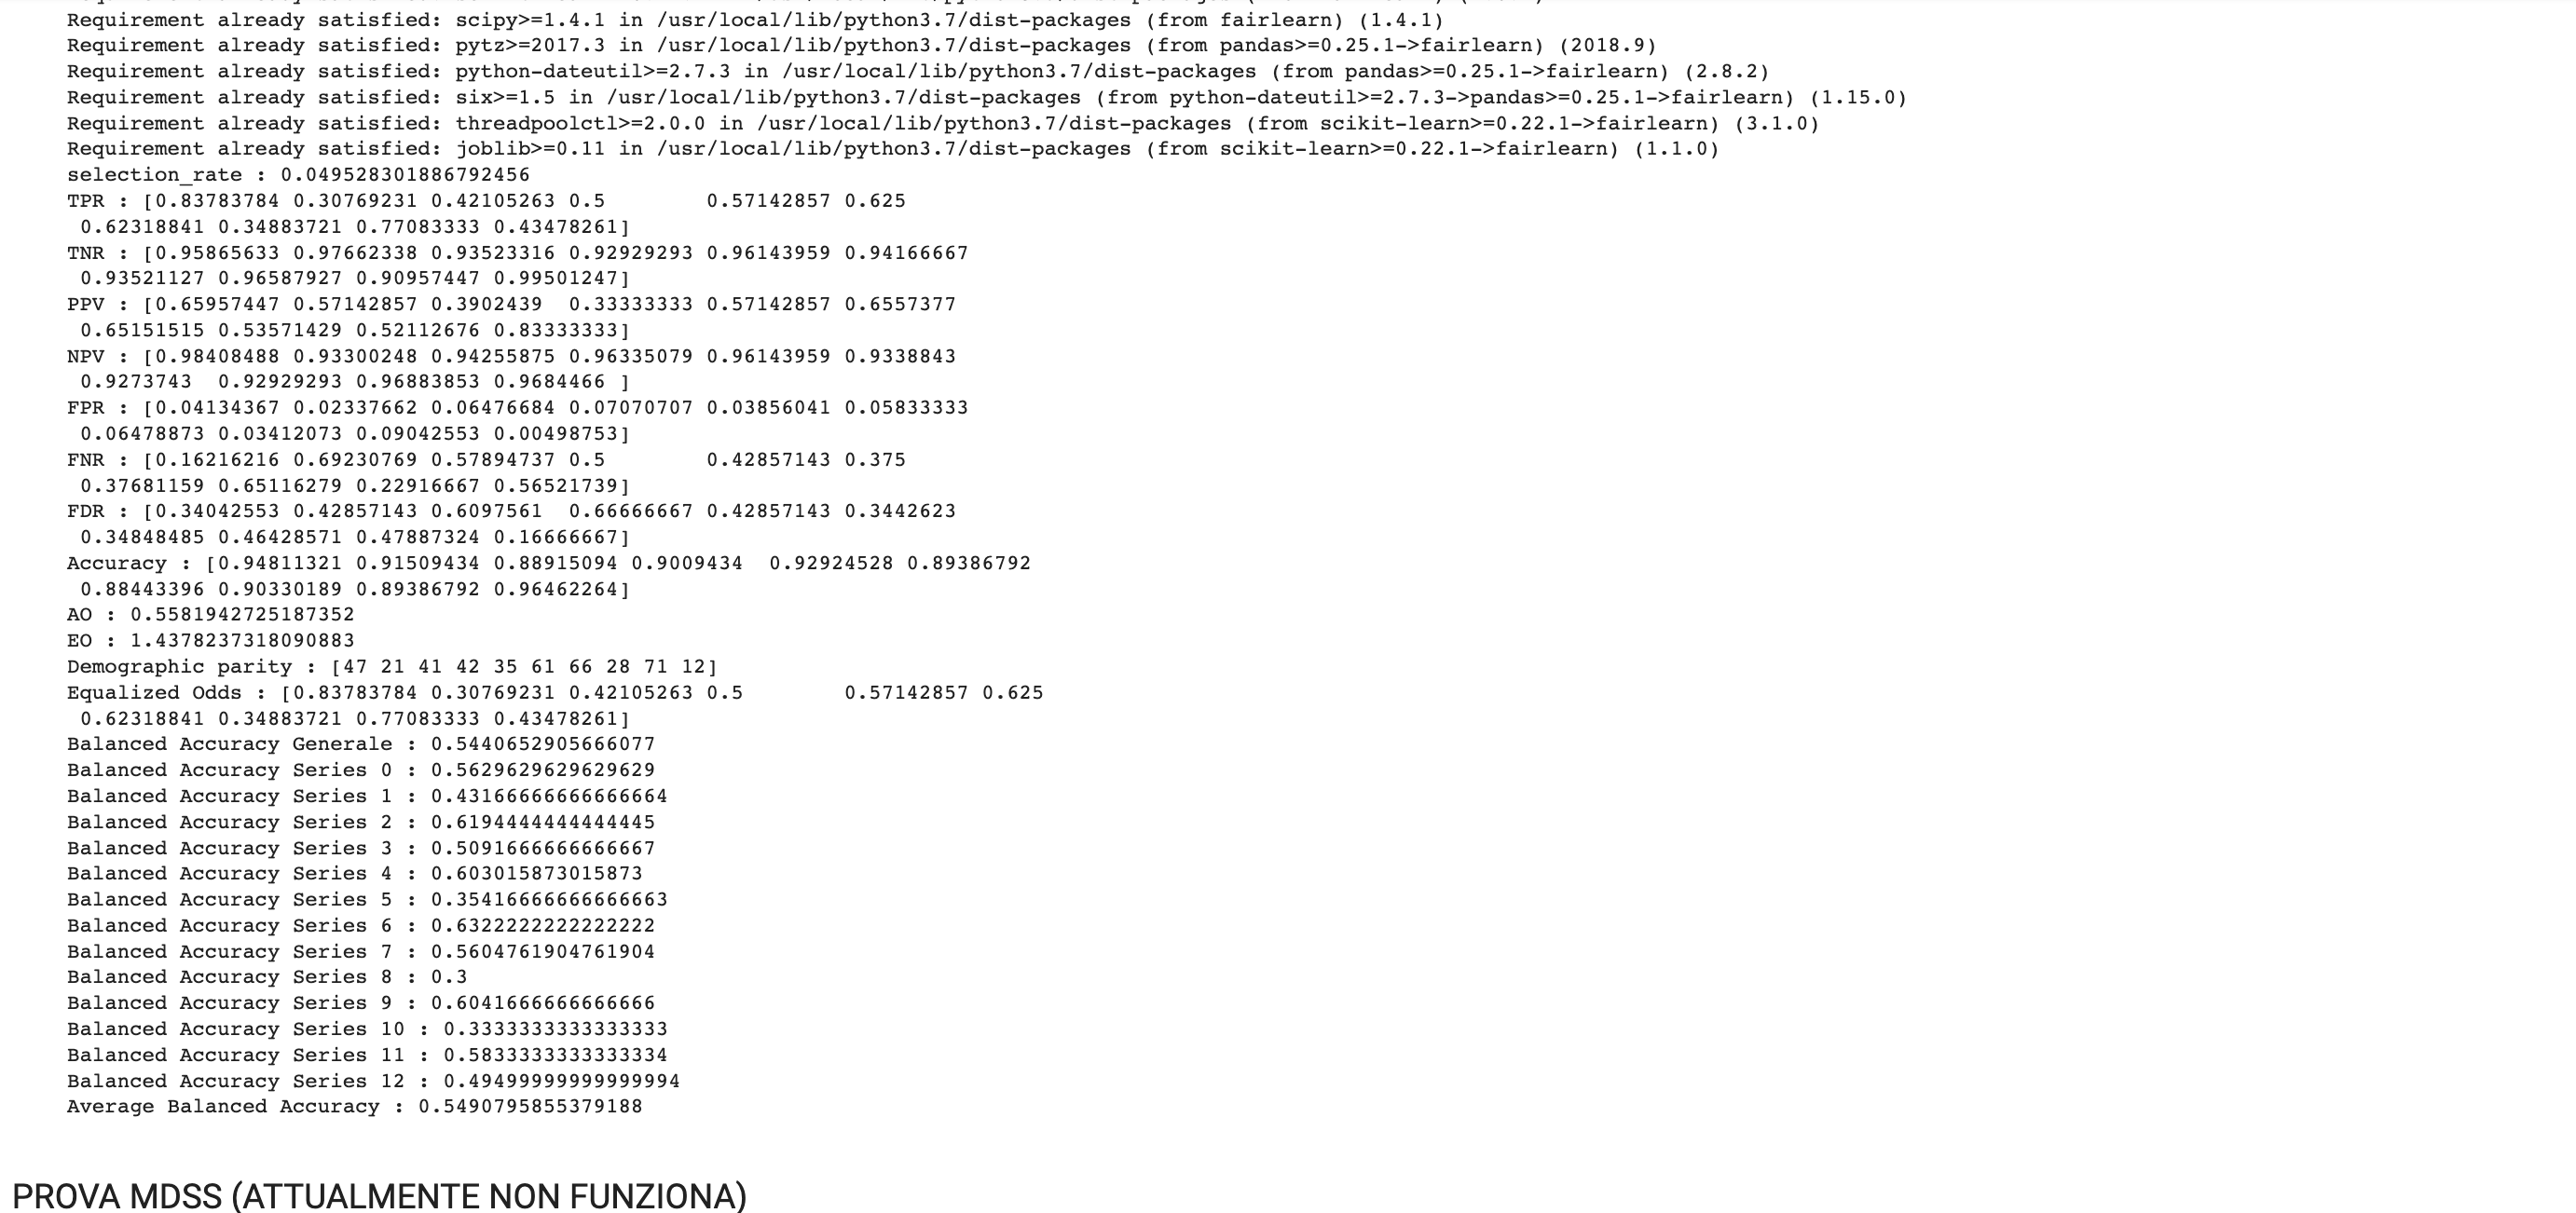 Requirement already satisfied: scipy>=1.4.1 in /usr/local/lib/python3.7/dist-packages (from fairlearn) (1.4.1)
Requirement already satisfied: pytz>=2017.3 in /usr/local/lib/python3.7/dist-packages (from pandas>=0.25.1->fairlearn) (2018.9)
Requirement already satisfied: python-dateutil>=2.7.3 in /usr/local/lib/python3.7/dist-packages (from pandas>=0.25.1->fairlearn) (2.8.2)
Requirement already satisfied: six>=1.5 in /usr/local/lib/python3.7/dist-packages (from python-dateutil>=2.7.3->pandas>=0.25.1->fairlearn) (1.15.0)
Requirement already satisfied: threadpoolctl>=2.0.0 in /usr/local/lib/python3.7/dist-packages (from scikit-learn>=0.22.1->fairlearn) (3.1.0)
Requirement already satisfied: joblib>=0.11 in /usr/local/lib/python3.7/dist-packages (from scikit-learn>=0.22.1->fairlearn) (1.1.0)
selection_rate : 0.049528301886792456
TPR : [0.83783784 0.30769231 0.42105263 0.5        0.57142857 0.625
 0.62318841 0.34883721 0.77083333 0.43478261]
TNR : [0.95865633 0.97662338 0.93523316 0.92929293 0.96143959 0.94166667
 0.93521127 0.96587927 0.90957447 0.99501247]
PPV : [0.65957447 0.57142857 0.3902439  0.33333333 0.57142857 0.6557377
 0.65151515 0.53571429 0.52112676 0.83333333]
NPV : [0.98408488 0.93300248 0.94255875 0.96335079 0.96143959 0.9338843
 0.9273743  0.92929293 0.96883853 0.9684466 ]
FPR : [0.04134367 0.02337662 0.06476684 0.07070707 0.03856041 0.05833333
 0.06478873 0.03412073 0.09042553 0.00498753]
FNR : [0.16216216 0.69230769 0.57894737 0.5        0.42857143 0.375
 0.37681159 0.65116279 0.22916667 0.56521739]
FDR : [0.34042553 0.42857143 0.6097561  0.66666667 0.42857143 0.3442623
 0.34848485 0.46428571 0.47887324 0.16666667]
Accuracy : [0.94811321 0.91509434 0.88915094 0.9009434  0.92924528 0.89386792
 0.88443396 0.90330189 0.89386792 0.96462264]
AO : 0.5581942725187352
EO : 1.4378237318090883
Demographic parity : [47 21 41 42 35 61 66 28 71 12]
Equalized Odds : [0.83783784 0.30769231 0.42105263 0.5        0.57142857 0.625
 0.62318841 0.34883721 0.77083333 0.43478261]
Balanced Accuracy Generale : 0.5440652905666077
Balanced Accuracy Series 0 : 0.5629629629629629
Balanced Accuracy Series 1 : 0.43166666666666664
Balanced Accuracy Series 2 : 0.6194444444444445
Balanced Accuracy Series 3 : 0.5091666666666667
Balanced Accuracy Series 4 : 0.603015873015873
Balanced Accuracy Series 5 : 0.35416666666666663
Balanced Accuracy Series 6 : 0.6322222222222222
Balanced Accuracy Series 7 : 0.5604761904761904
Balanced Accuracy Series 8 : 0.3
Balanced Accuracy Series 9 : 0.6041666666666666
Balanced Accuracy Series 10 : 0.3333333333333333
Balanced Accuracy Series 11 : 0.5833333333333334
Balanced Accuracy Series 12 : 0.49499999999999994
Average Balanced Accuracy : 0.5490795855379188
PROVA MDSS (ATTUALMENTE NON FUNZIONA)